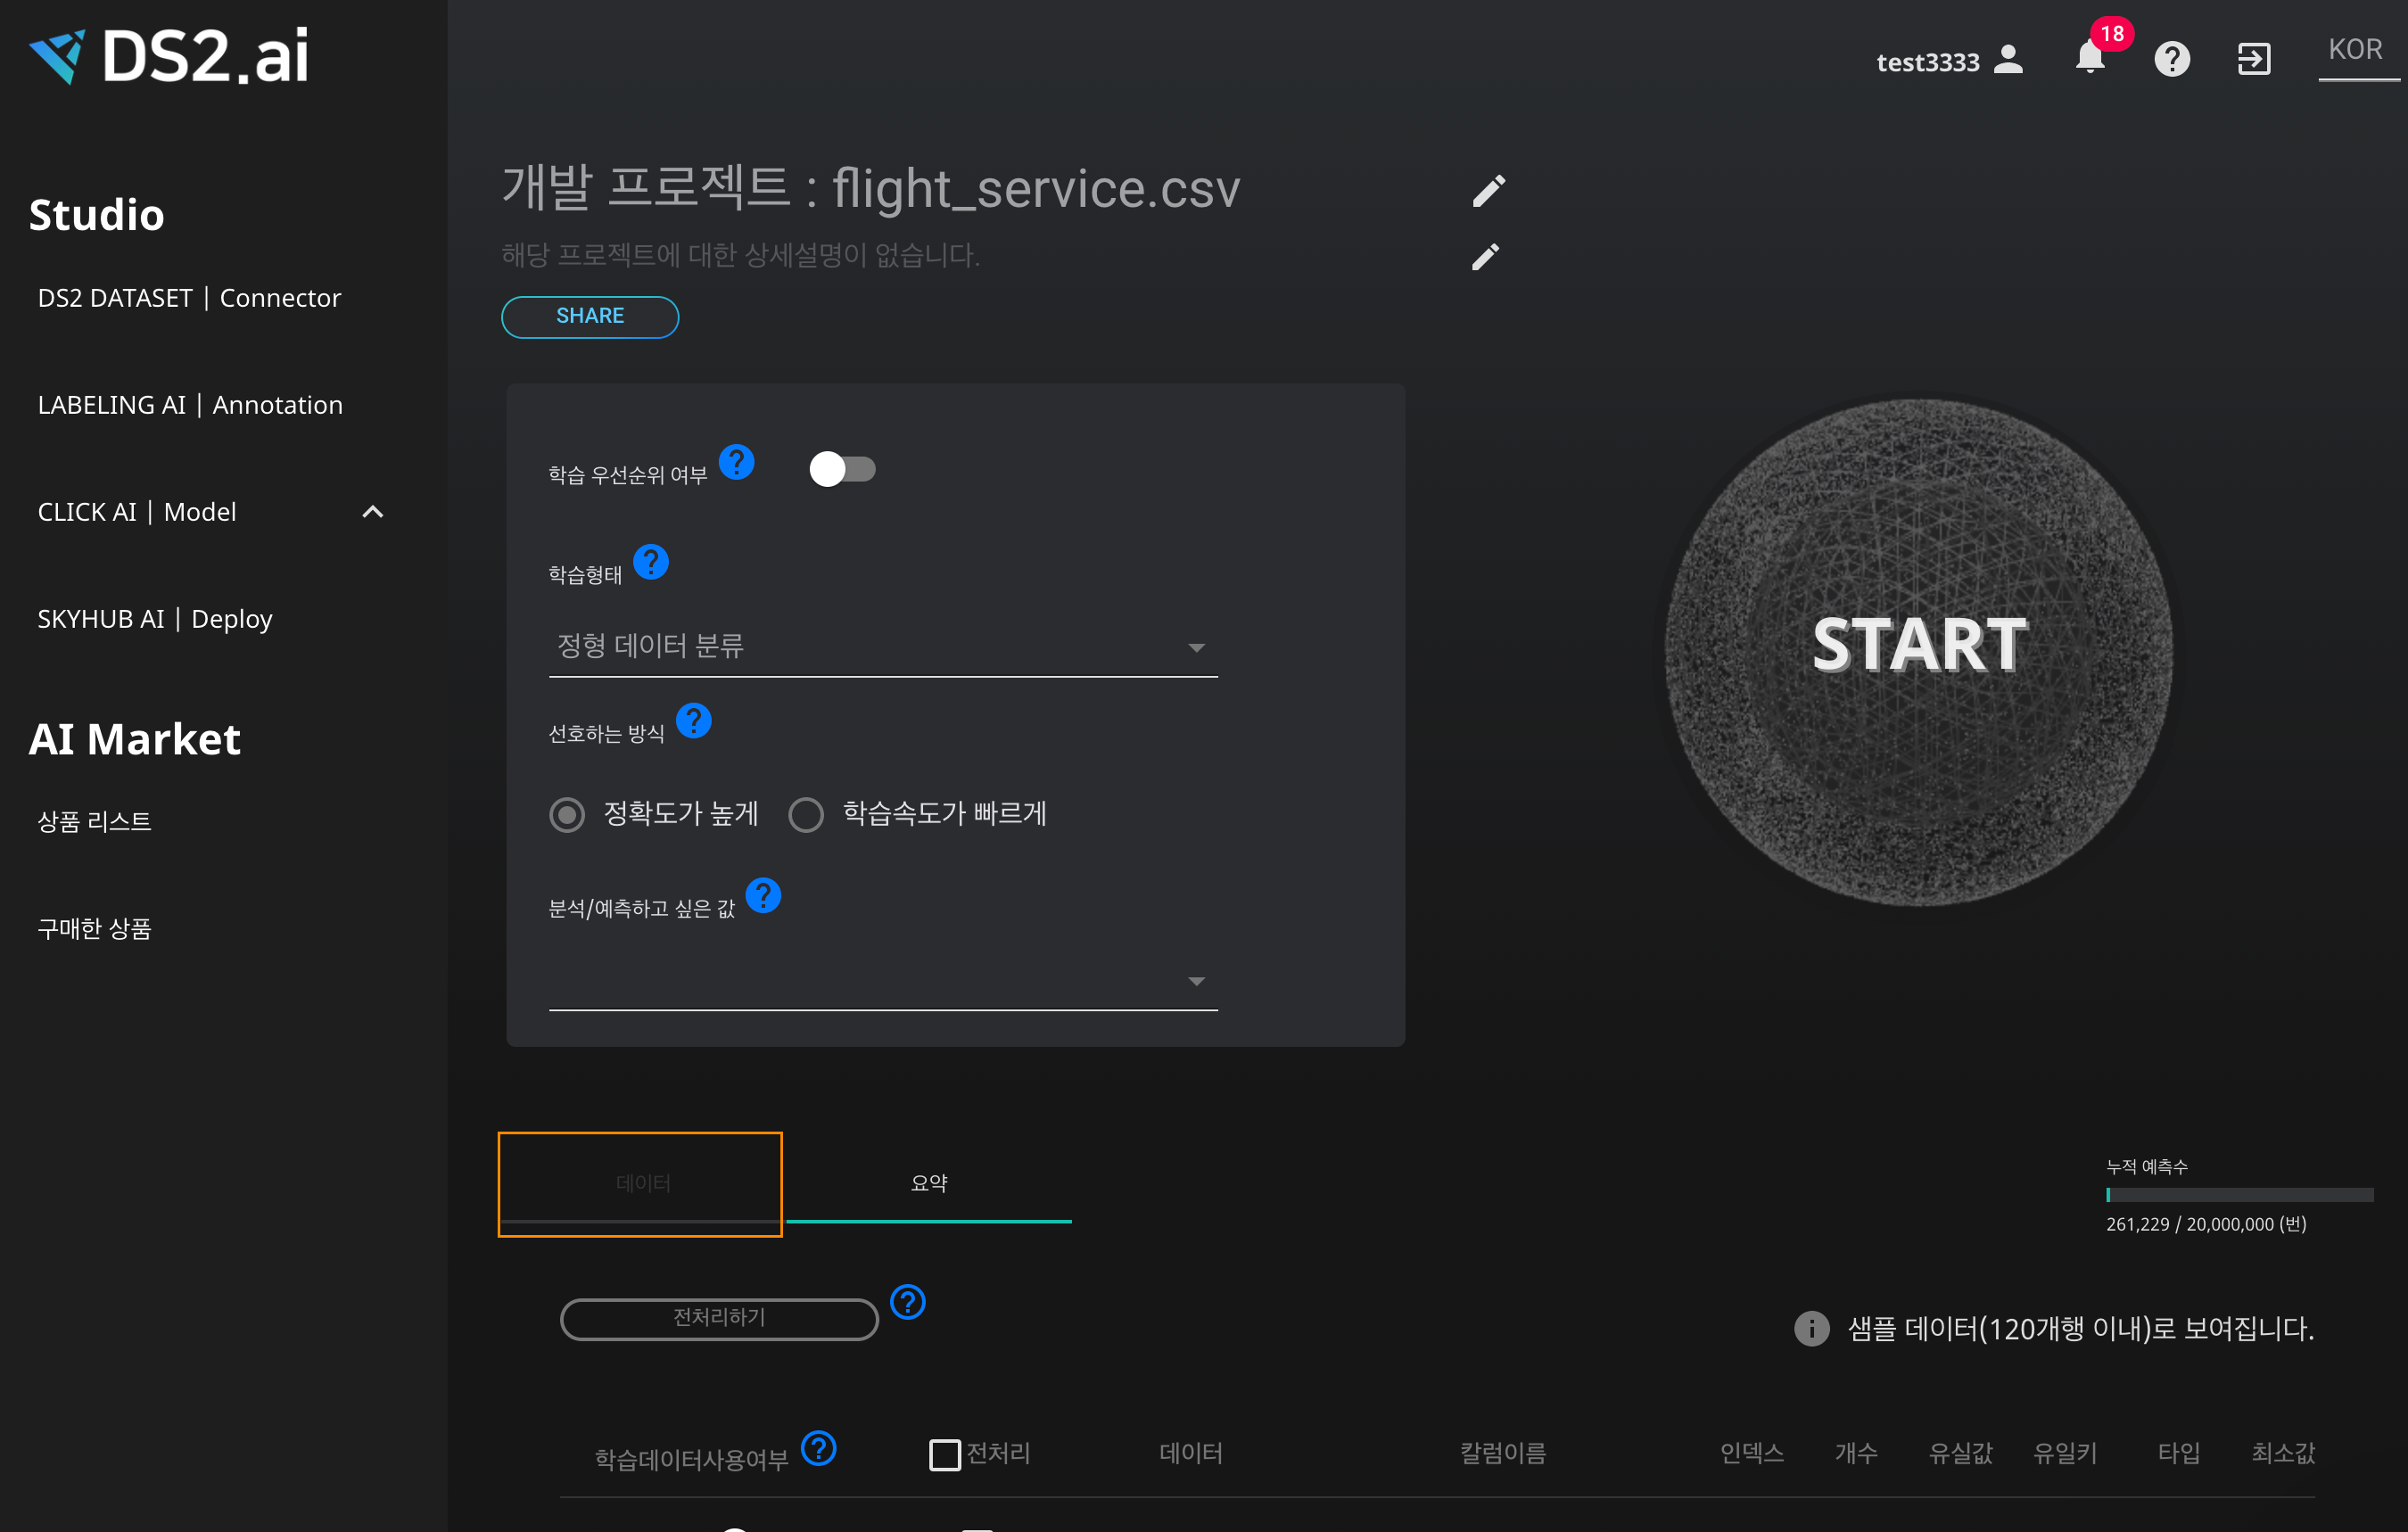 DS2.ai
test3333
18
KOR
Studio
DS2 DATASET | Connector
LABELING AI | Annotation
CLICK AI | Model
SKYHUB AI | Deploy
AI Market
상품 리스트
구매한 상품
개발 프로젝트 : flight_service.csv
해당 프로젝트에 대한 상세설명이 없습니다.
SHARE
학습 우선순위 여부
학습형태
정형 데이터 분류
선호하는 방식
정확도가 높게 학습속도가 빠르게
분석/예측하고 싶은 값
START
데이터 요약
누적 예측수
261,229 / 20,000,000 (번)
전처리하기
샘플 데이터(120개행 이내)로 보여집니다.
학습데이터사용여부 전처리 데이터 칼럼이름 인덱스 개수 유실값 유일키 타입 최소값